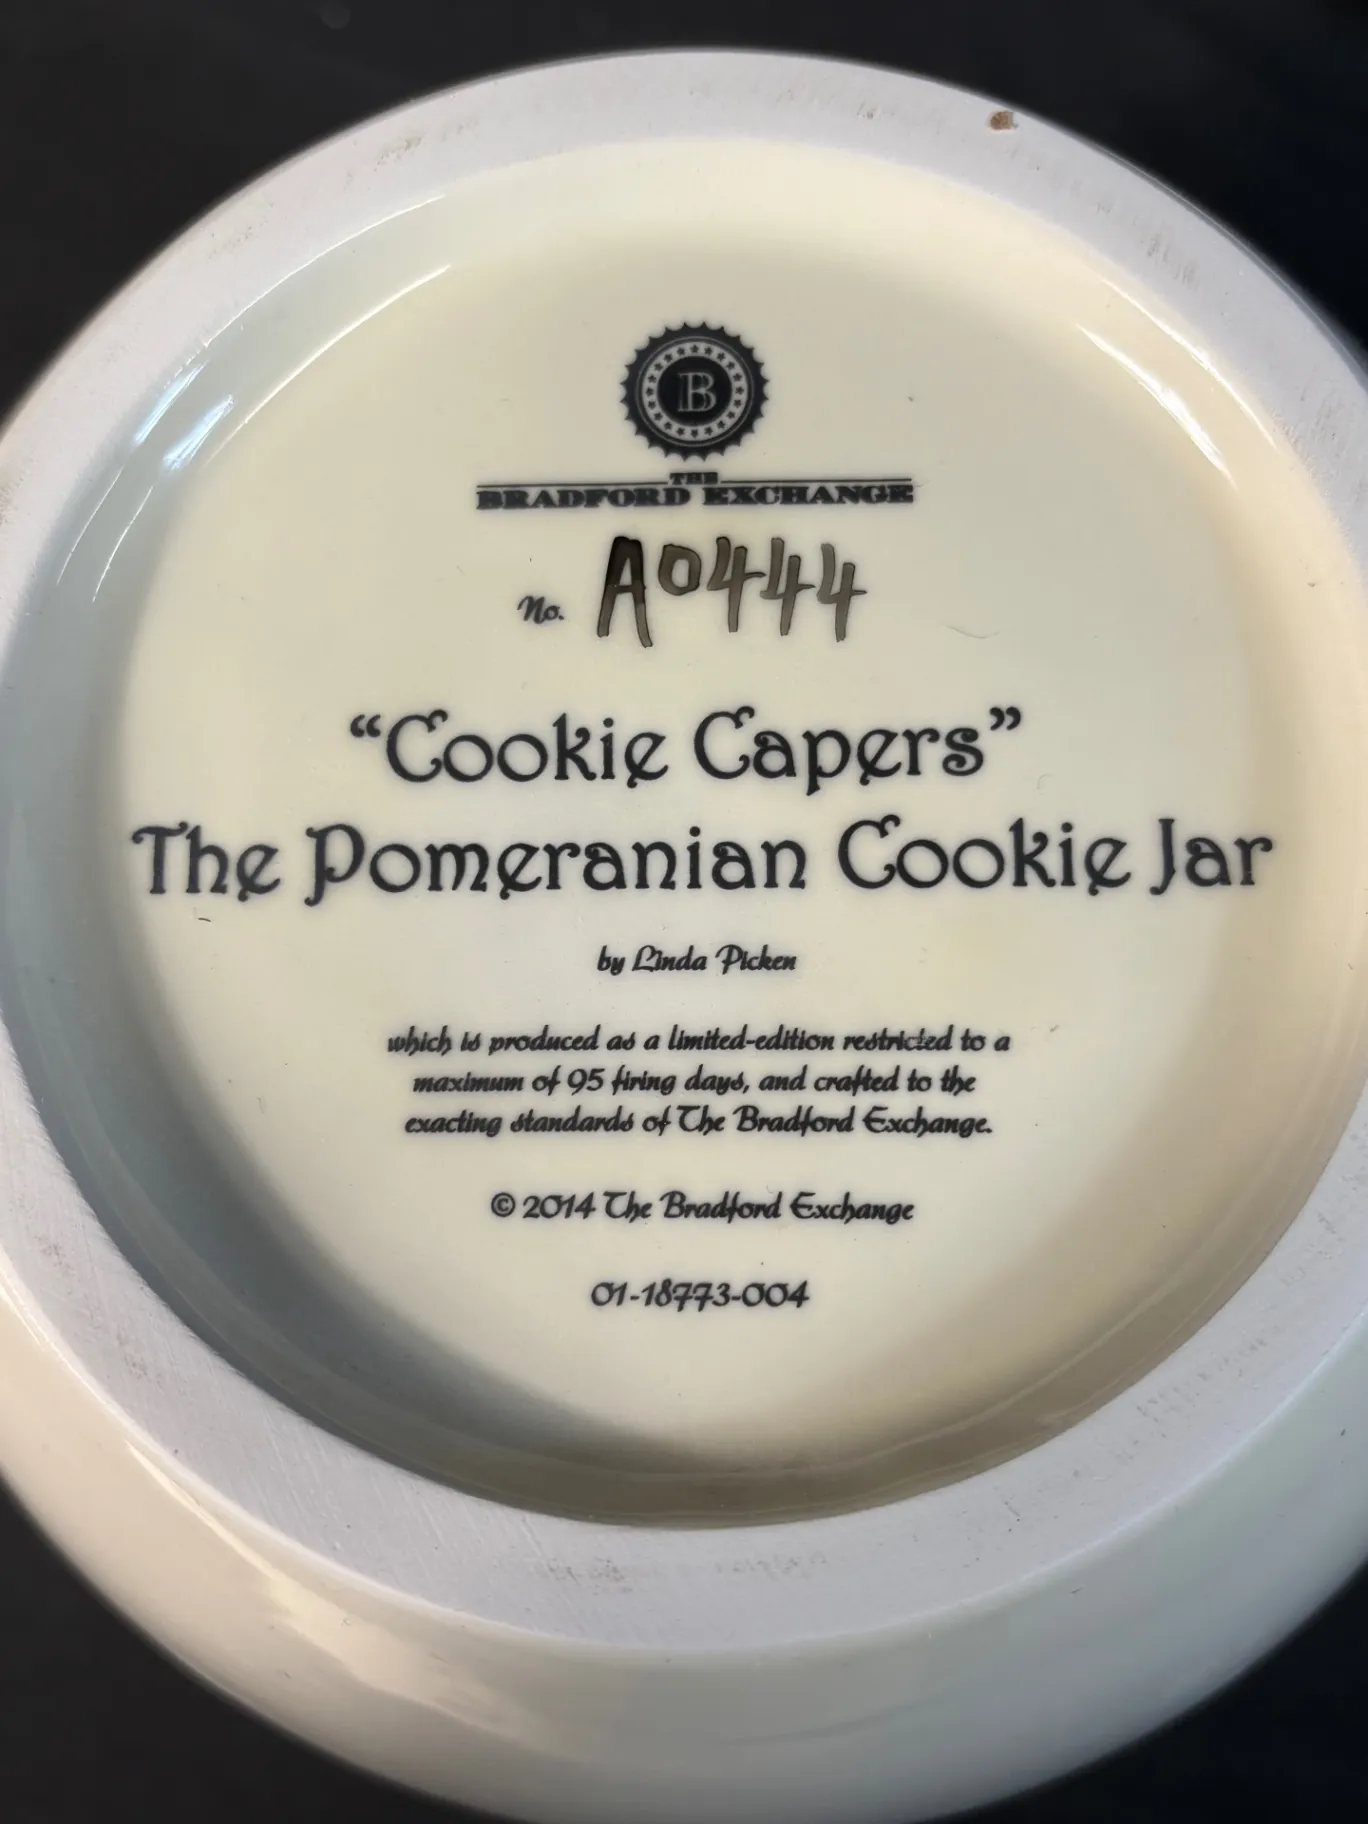 B
THE
BRADFORD EXCHANGE
No. A0444
“Cookie Capers”
The Pomeranian Cookie Jar
by Linda Picken
which is produced as a limited-edition restricted to a
maximum of 95 firing days, and crafted to the
exacting standards of The Bradford Exchange.
© 2014 The Bradford Exchange
01-18773-004